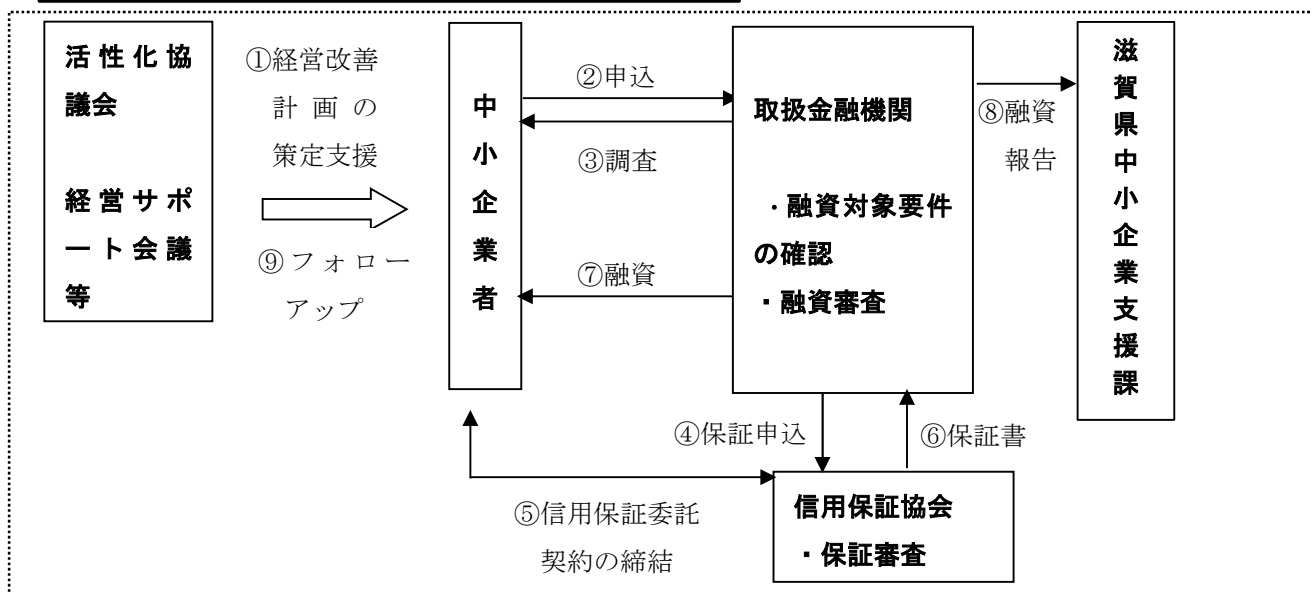 活性化協
議会
経営サポ
ート会議
等
①経営改善
計画の
策定支援
⑨フォロー
アップ
中小企業者
②申込
③調査
⑦融資
取扱金融機関
・融資対象要件
の確認
・融資審査
⑧融資
報告
滋賀県中小企業支援課
④保証申込
⑥保証書
⑤信用保証委託
契約の締結
信用保証協会
・保証審査